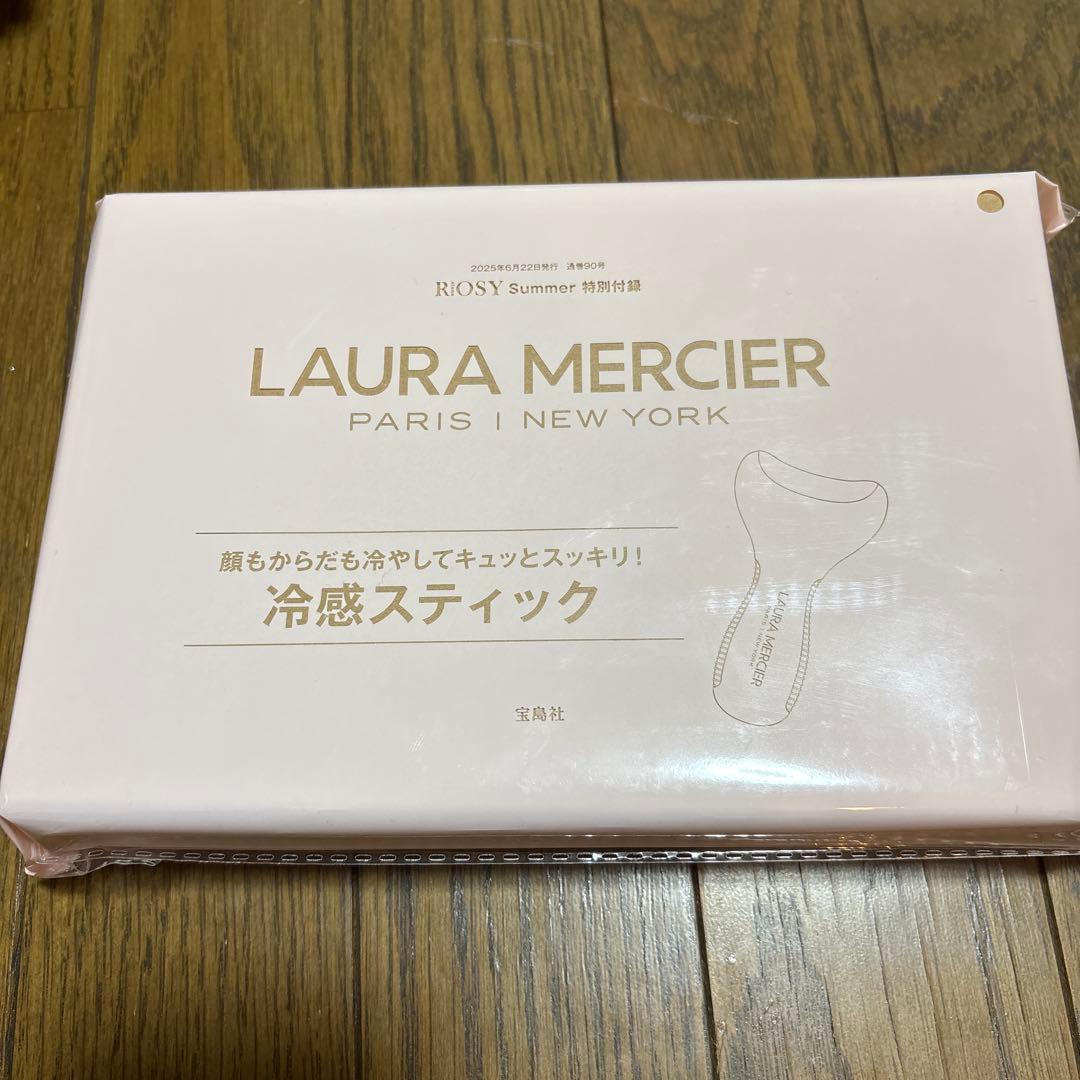 2025年6月22日発行 通巻90号
RiOSY Summer 特別付録
LAURA MERCIER
PARIS | NEW YORK
顔もからだも冷やしてキュッとスッキリ!
冷感スティック
LAURA MERCIER
PARIS | NEW YORK
宝島社